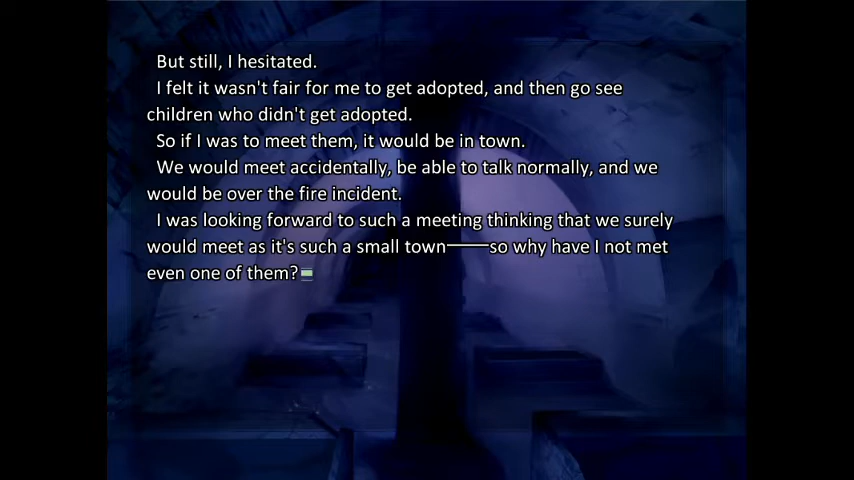 But still, I hesitated.
I felt it wasn't fair for me to get adopted, and then go see
children who didn't get adopted.
So if I was to meet them, it would be in town.
We would meet accidentally, be able to talk normally, and we
would be over the fire incident.
I was looking forward to such a meeting thinking that we surely
would meet as it's such a small town───so why have I not met
even one of them?